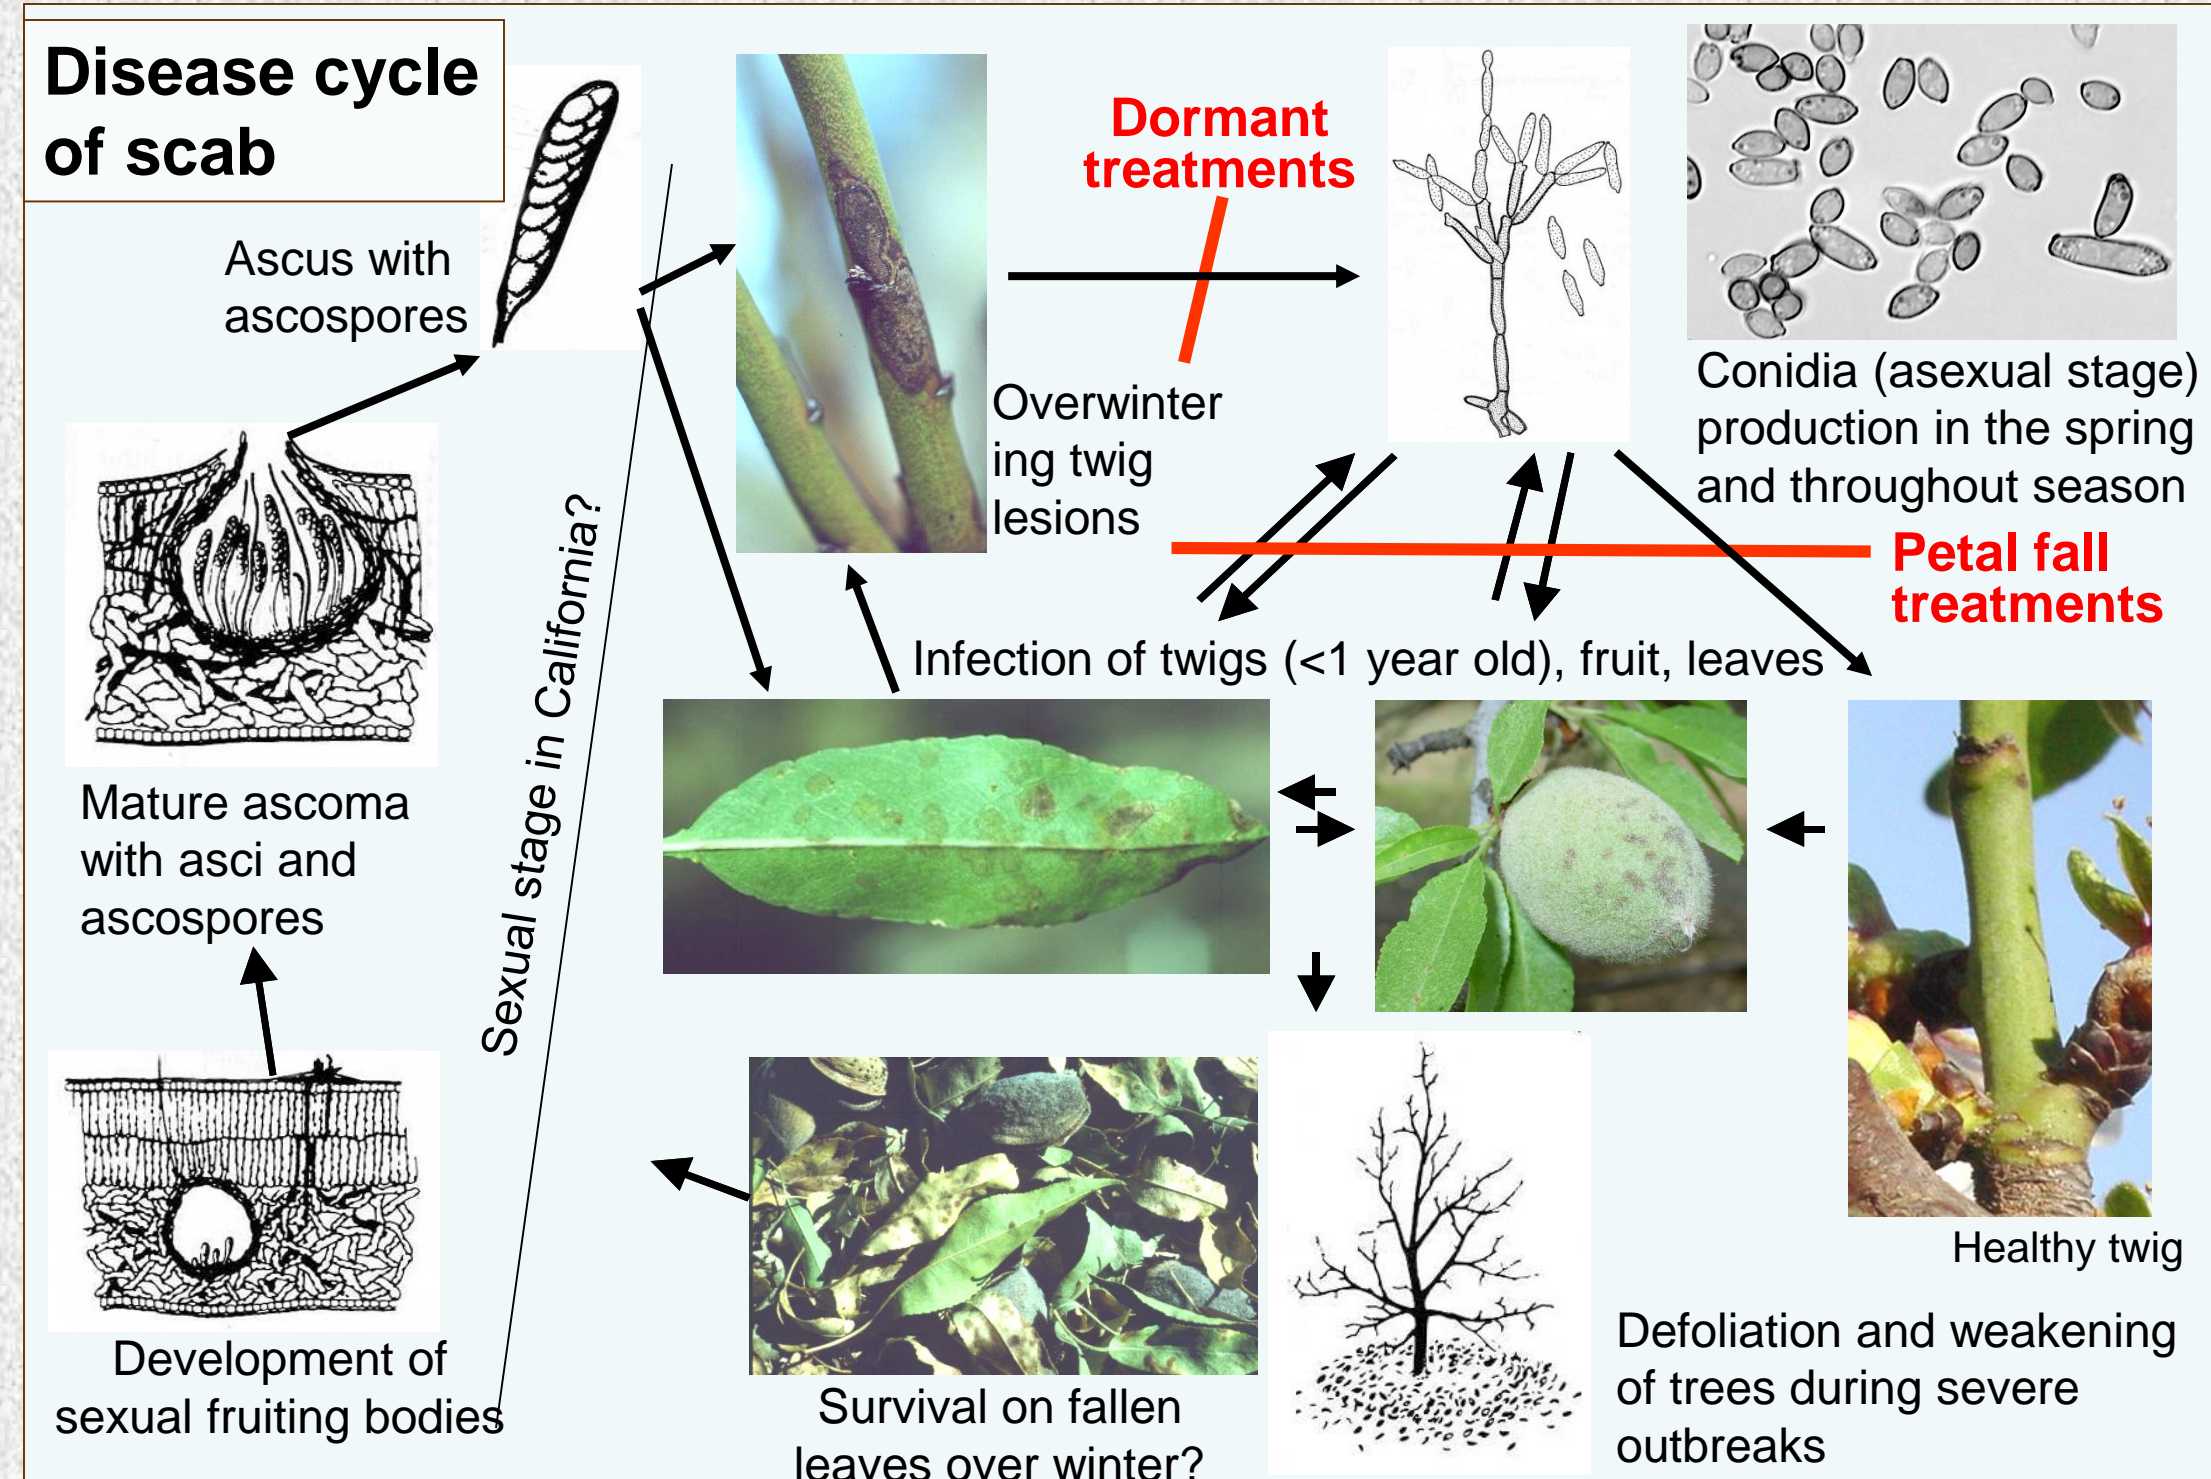 Disease cycle
of scab
Ascus with
ascospores
Dormant
treatments
Overwinter
ing twig
lesions
Conidia (asexual stage)
production in the spring
and throughout season
Petal fall
treatments
Infection of twigs (<1 year old), fruit, leaves
Sexual stage in California?
Mature ascoma
with asci and
ascospores
Healthy twig
Development of
sexual fruiting bodies
Survival on fallen
leaves over winter?
Defoliation and weakening
of trees during severe
outbreaks